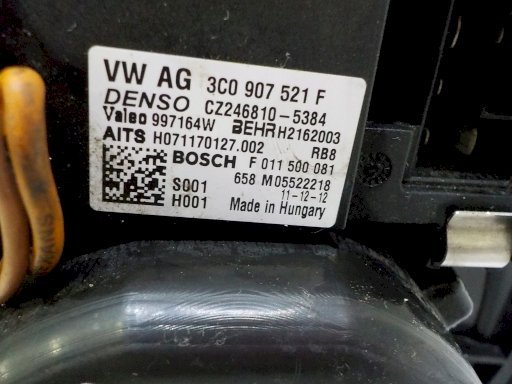 VW AG 3C0 907 521 F
DENSO CZ246810-5384
Valeo 997164W BEHR H2162003
AITS H071170127.002 RB8
BOSCH F 011 500 081
658 M05522218
S001 11-12-12
H001 Made in Hungary